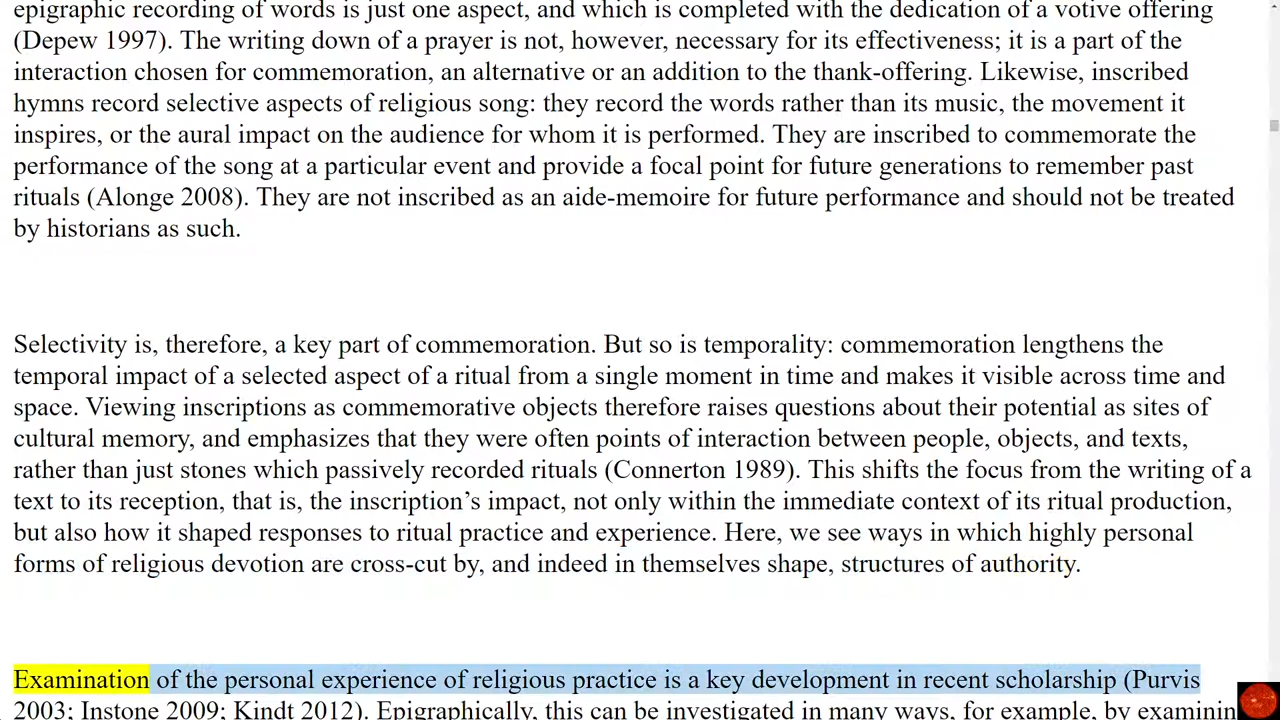 epigraphic recording of words is just one aspect, and which is completed with the dedication of a votive offering
(Depew 1997). The writing down of a prayer is not, however, necessary for its effectiveness; it is a part of the
interaction chosen for commemoration, an alternative or an addition to the thank-offering. Likewise, inscribed
hymns record selective aspects of religious song: they record the words rather than its music, the movement it
inspires, or the aural impact on the audience for whom it is performed. They are inscribed to commemorate the
performance of the song at a particular event and provide a focal point for future generations to remember past
rituals (Alonge 2008). They are not inscribed as an aide-memoire for future performance and should not be treated
by historians as such.
Selectivity is, therefore, a key part of commemoration. But so is temporality: commemoration lengthens the
temporal impact of a selected aspect of a ritual from a single moment in time and makes it visible across time and
space. Viewing inscriptions as commemorative objects therefore raises questions about their potential as sites of
cultural memory, and emphasizes that they were often points of interaction between people, objects, and texts,
rather than just stones which passively recorded rituals (Connerton 1989). This shifts the focus from the writing of a
text to its reception, that is, the inscription’s impact, not only within the immediate context of its ritual production,
but also how it shaped responses to ritual practice and experience. Here, we see ways in which highly personal
forms of religious devotion are cross-cut by, and indeed in themselves shape, structures of authority.
Examination of the personal experience of religious practice is a key development in recent scholarship (Purvis
2003; Instone 2009; Kindt 2012). Epigraphically, this can be investigated in many ways, for example, by examinin